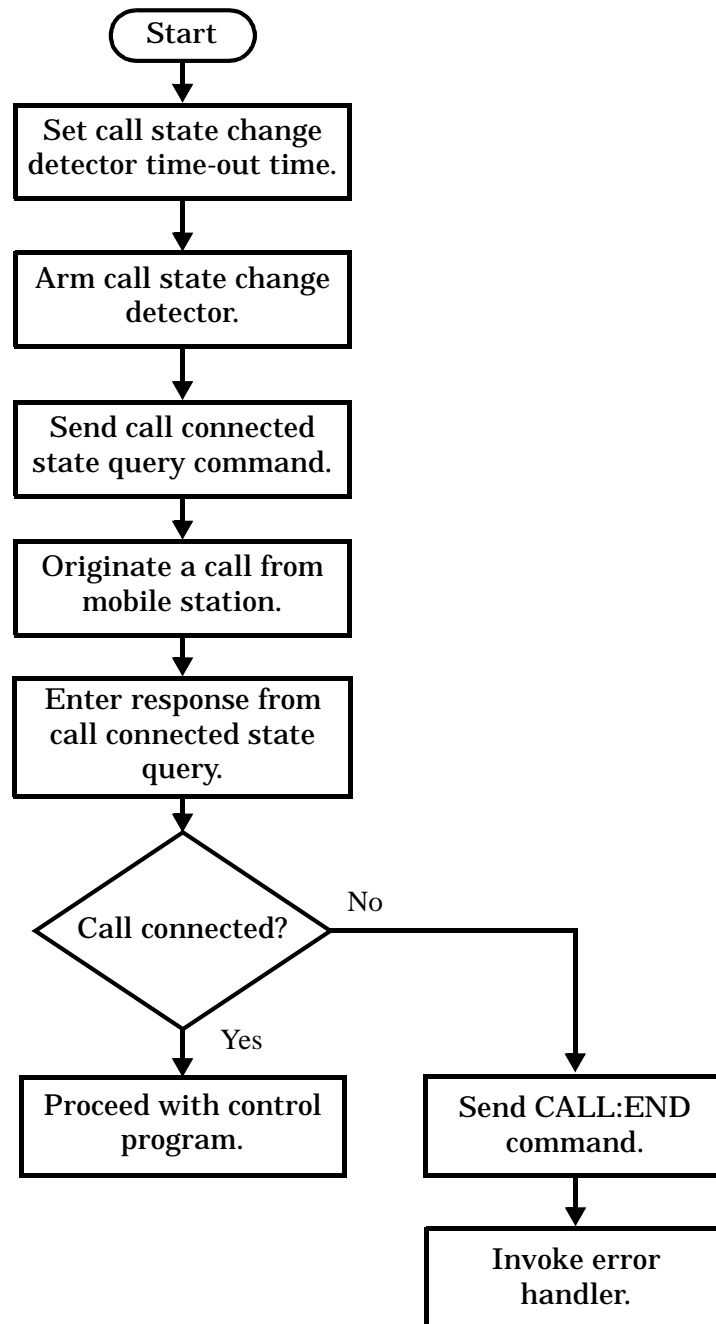 Start
Set call state change
detector time-out time.
Arm call state change
detector.
Send call connected
state query command.
Originate a call from
mobile station.
Enter response from
call connected state
query.
Call connected?
No
Yes
Proceed with control
program.
Send CALL:END
command.
Invoke error
handler.